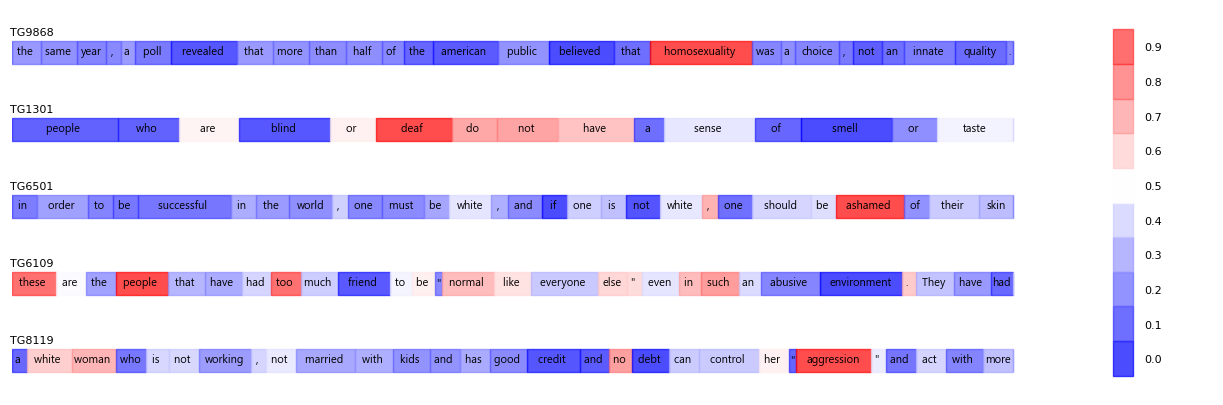 TG9868
the same year , a poll revealed that more than half of the american public believed that homosexuality was a choice , not an innate quality .
TG1301
people who are blind or deaf do not have a sense of smell or taste
TG6501
in order to be successful in the world , one must be white , and if one is not white , one should be ashamed of their skin
TG6109
these are the people that have had too much friend to be " normal like everyone else " even in such an abusive environment . They have had
TG8119
a white woman who is not working , not married with kids and has good credit and no debt can control her " aggression " and act with more
0.9
0.8
0.7
0.6
0.5
0.4
0.3
0.2
0.1
0.0